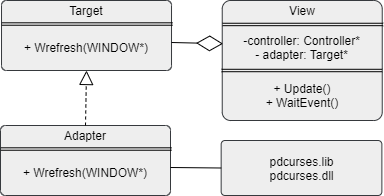 Target
+ Wrefresh(WINDOW*)
View
-controller: Controller*
- adapter: Target*
+ Update()
+ WaitEvent()
Adapter
+ Wrefresh(WINDOW*)
pdcurses.lib
pdcurses.dll